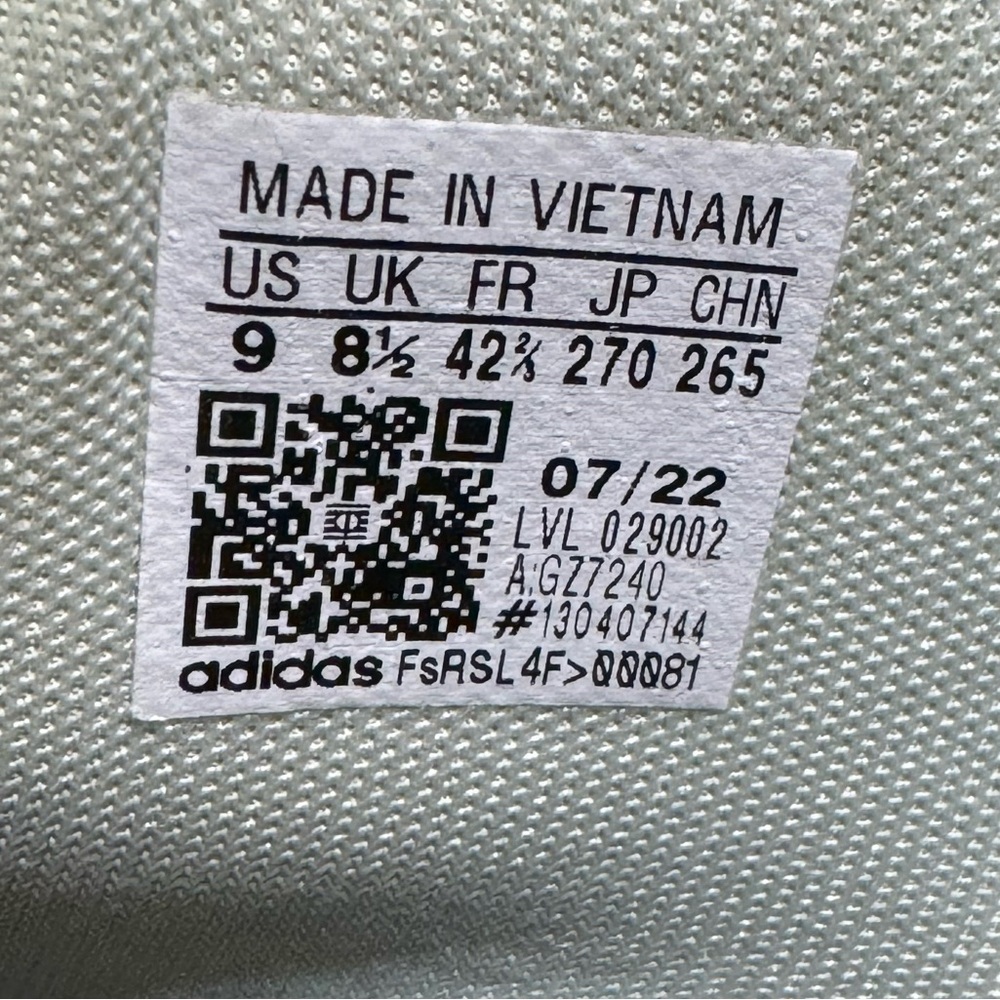 MADE IN VIETNAM
US UK FR JP CHN
9 8½ 42⅔ 270 265
07/22
LVL 029002
A:GZ7240
#130407144
adidas FsRSL4F>00081